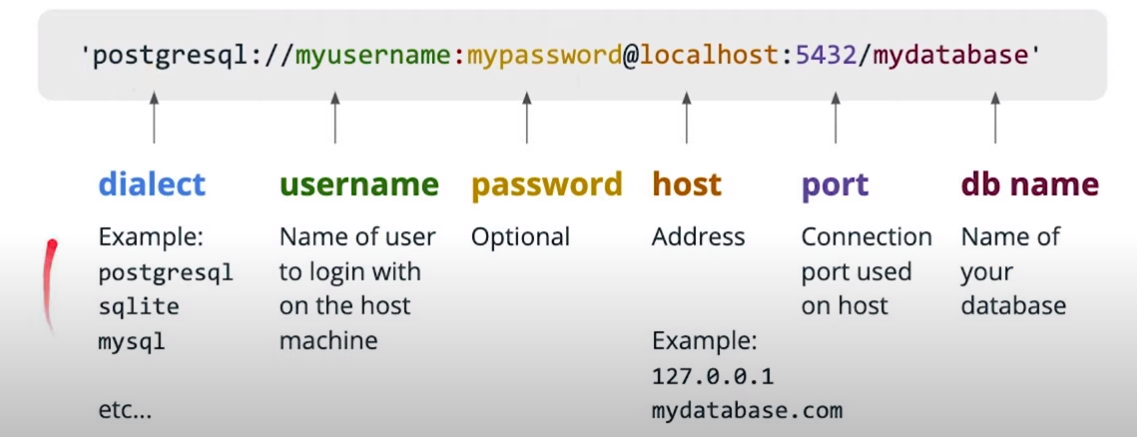 'postgresql://myusername:mypassword@localhost:5432/mydatabase'
dialect
Example:
postgresql
sqlite
mysql
etc...
username
Name of user
to login with
on the host
machine
password
Optional
host
Address
Example:
127.0.0.1
mydatabase.com
port
Connection
port used
on host
db name
Name of
your
database